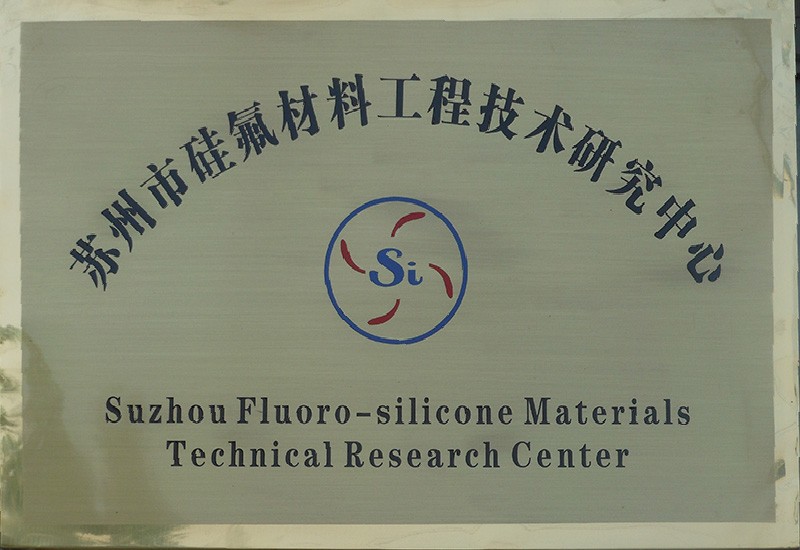 苏州市硅氟材料工程技术研究中心
Si
Suzhou Fluoro-silicone Materials
Technical Research Center